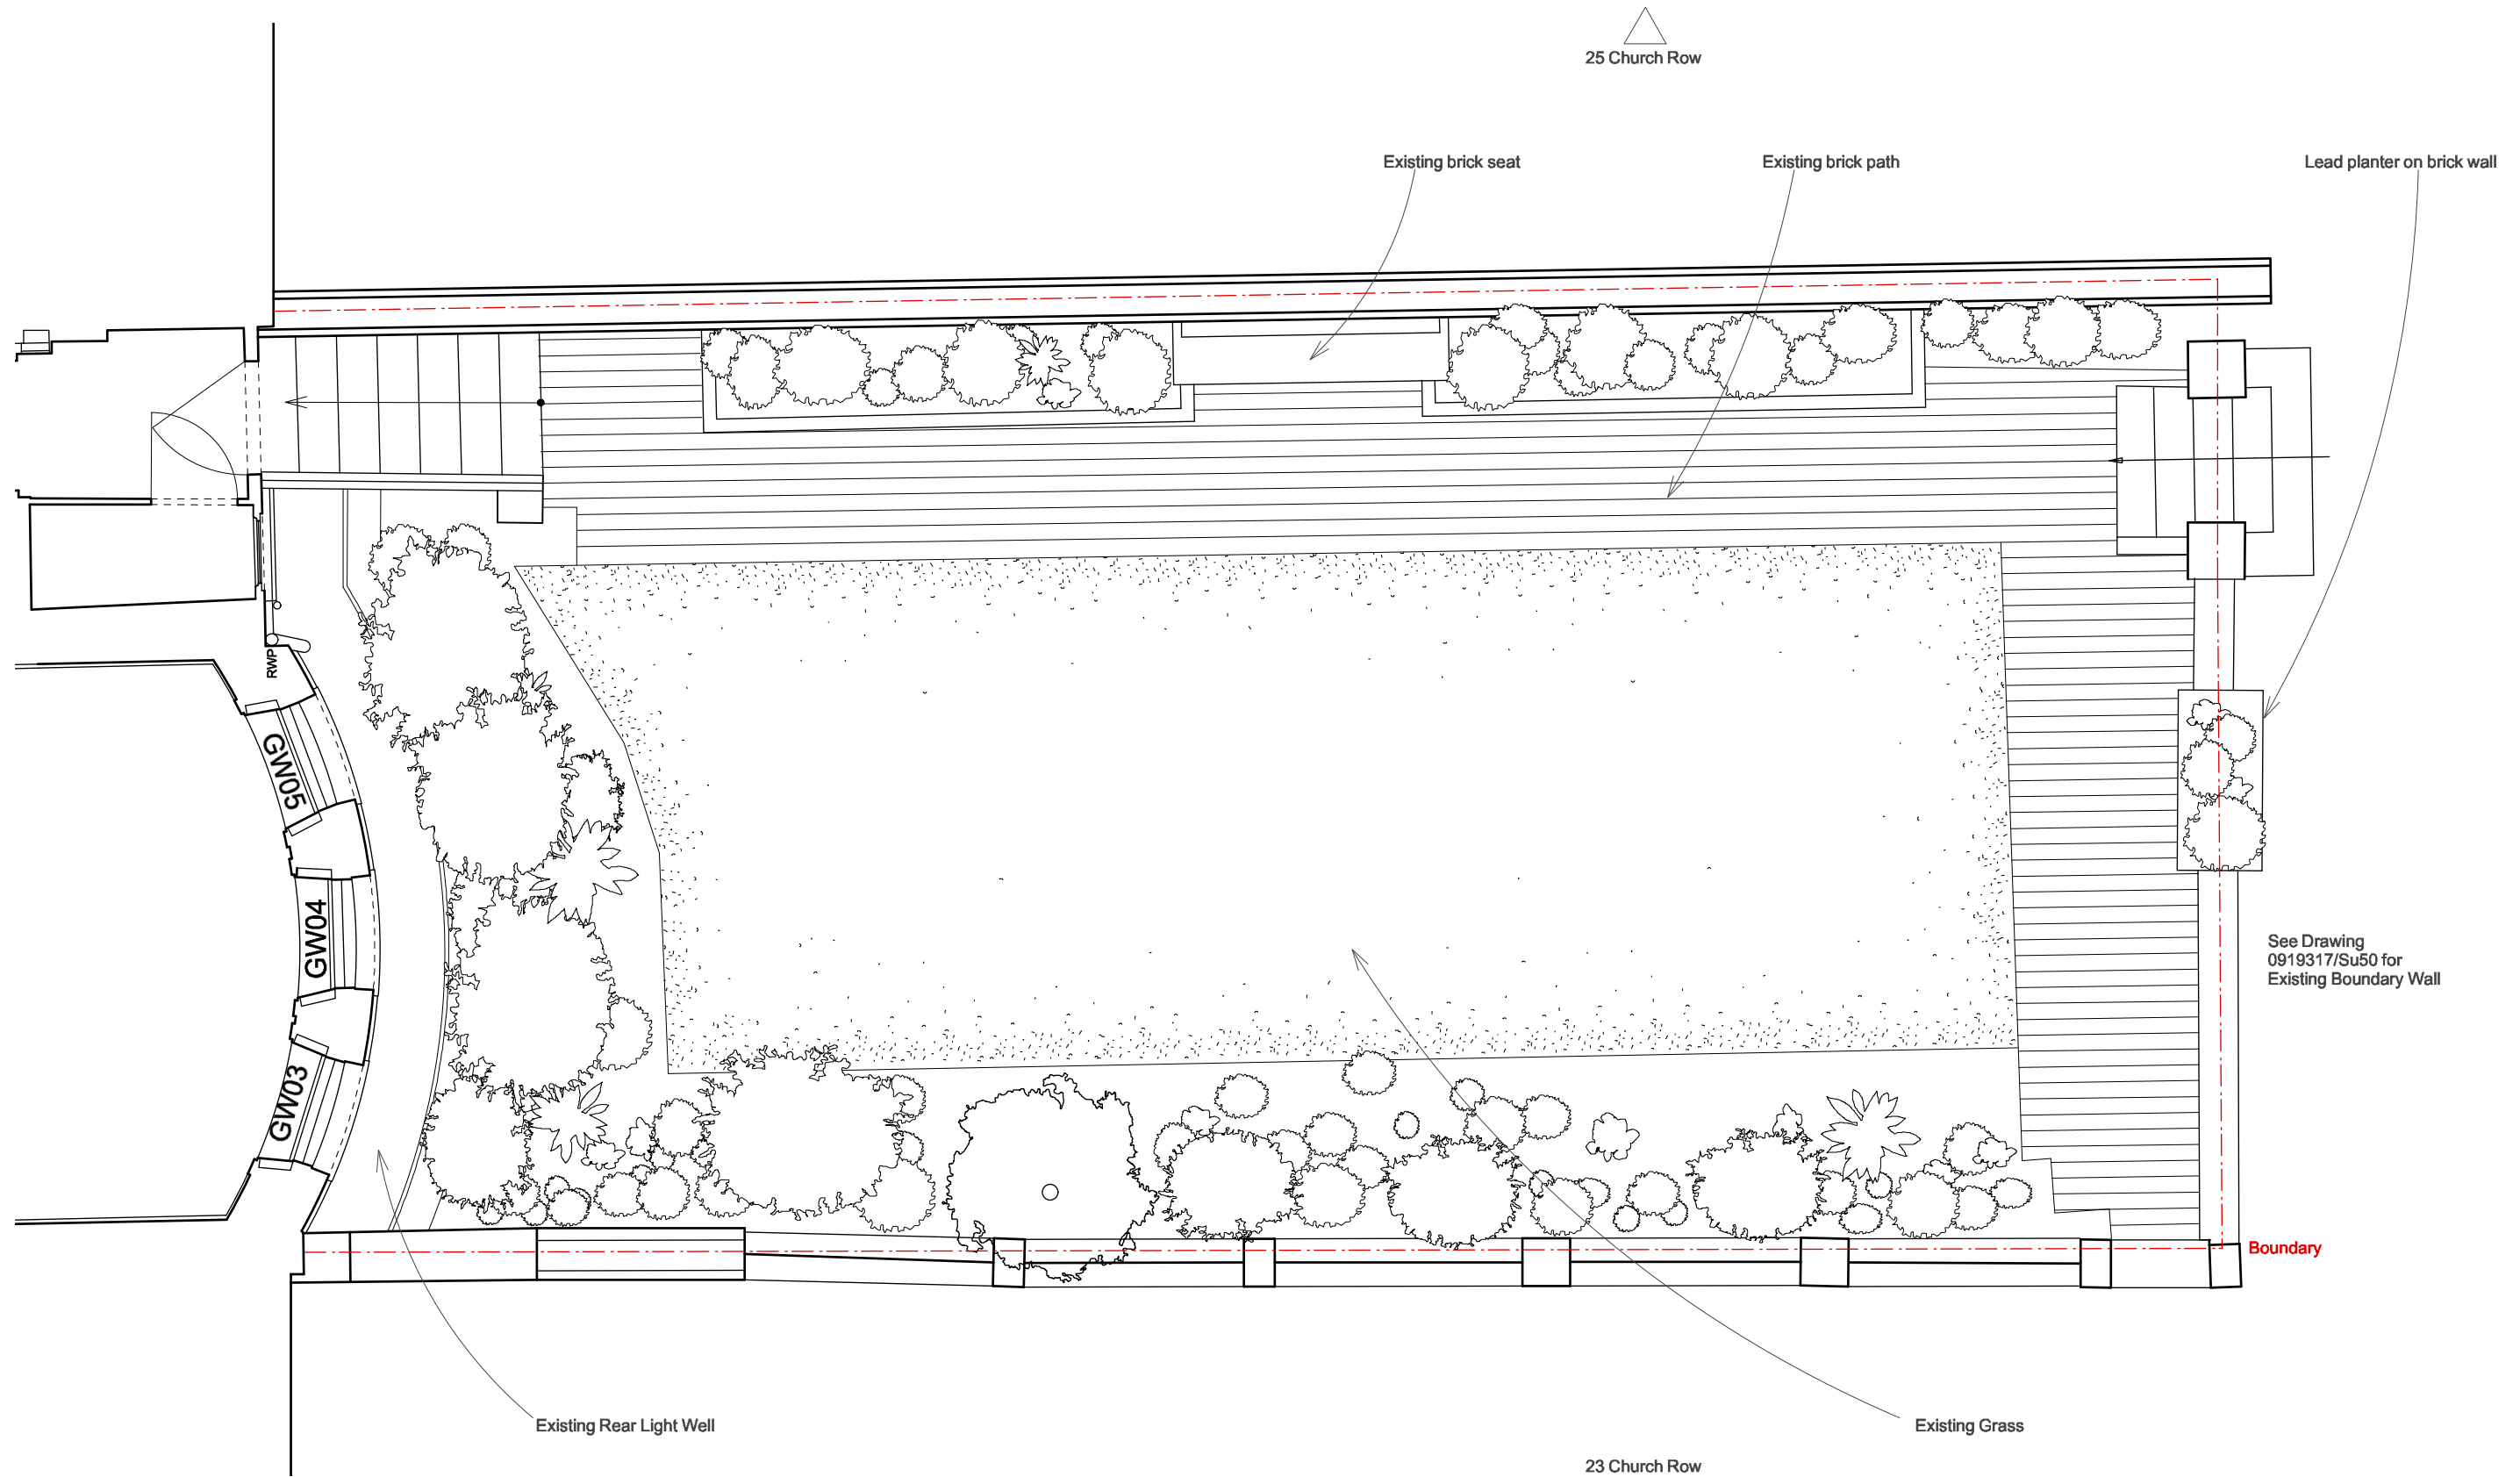 25 Church Row
Existing brick seat
Existing brick path
Lead planter on brick wall
RWP
GW05
GW04
GW03
See Drawing
0919317/Su50 for
Existing Boundary Wall
Boundary
Existing Rear Light Well
Existing Grass
23 Church Row